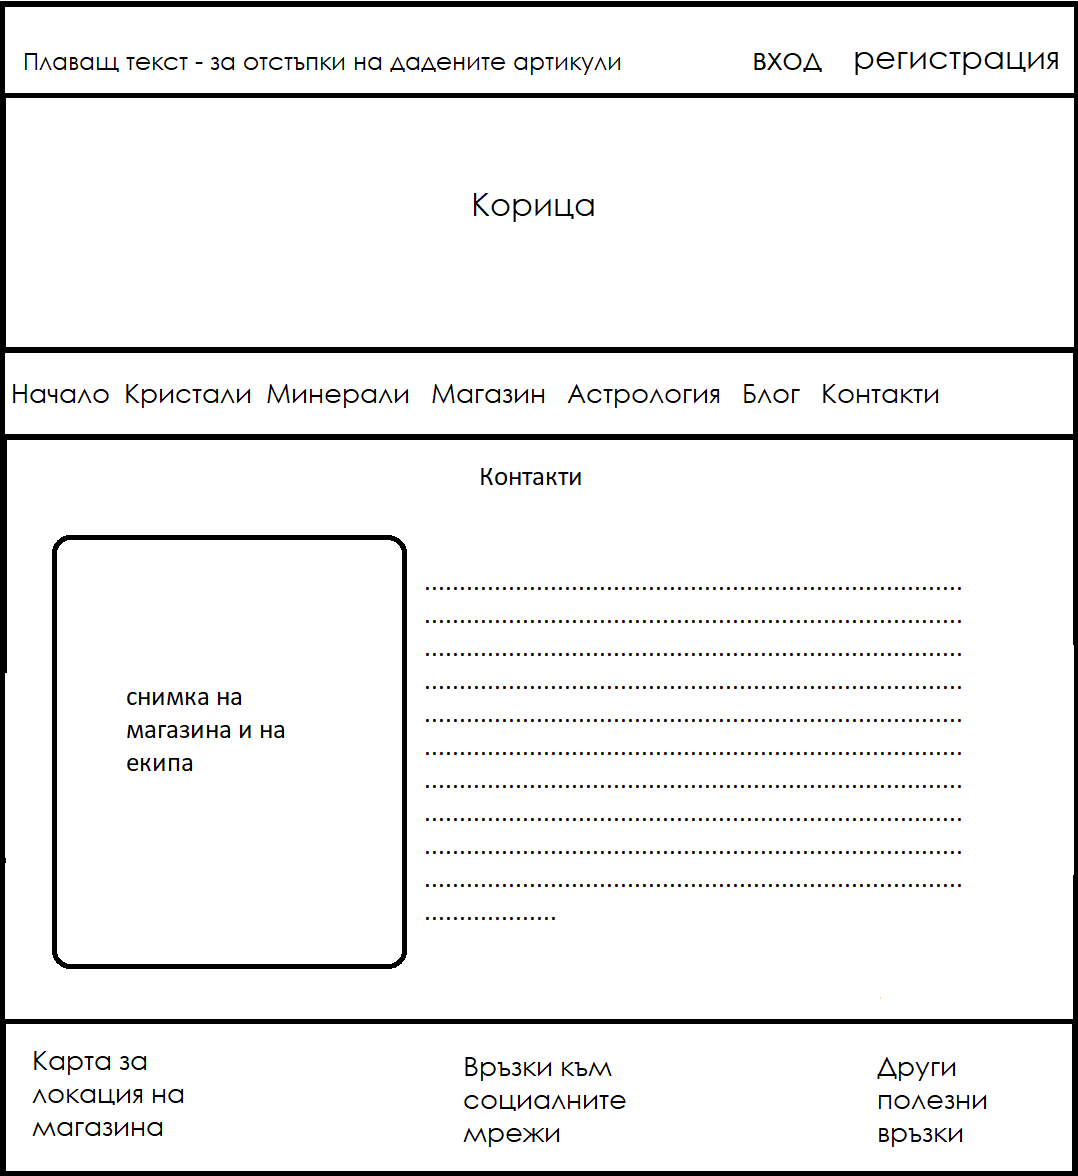 Плаващ текст - за отстъпки на дадените артикули вход регистрация
Корица
Начало Кристали Минерали Магазин Астрология Блог Контакти
Контакти
снимка на
магазина и на
екипа
..............................................................................
..............................................................................
..............................................................................
..............................................................................
..............................................................................
..............................................................................
..............................................................................
..............................................................................
..............................................................................
..............................................................................
...................
Карта за
локация на
магазина
Връзки към
социалните
мрежи
Други
полезни
връзки